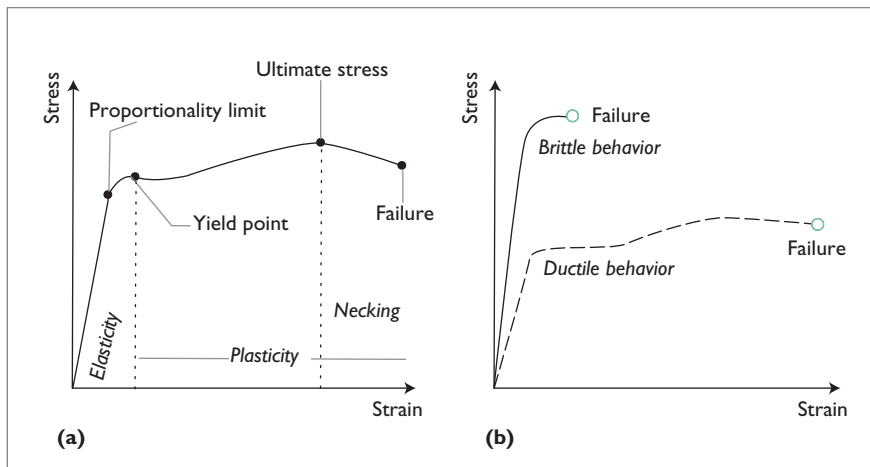 Ultimate stress
Stress
Proportionality limit
Yield point
Failure
Elasticity
Necking
Plasticity
Strain
(a)
Stress
Failure
Brittle behavior
Ductile behavior
Failure
Strain
(b)